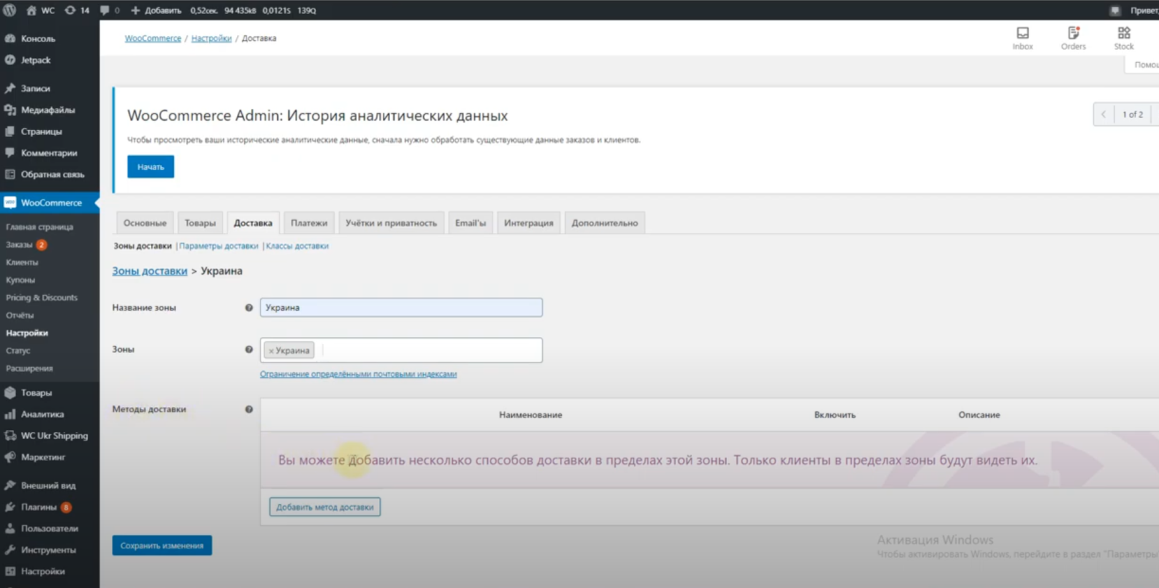 WC 14 0 + Добавить 0,52сек. 94 435кБ 0,0121s 139Q Привет,
Консоль
Jetpack
Записи
Медиафайлы
Страницы
Комментарии
Обратная связь
WooCommerce
Главная страница
Заказы 2
Клиенты
Купоны
Pricing & Discounts
Отчёты
Настройки
Статус
Расширения
Товары
Аналитика
WC Ukr Shipping
Маркетинг
Внешний вид
Плагины 8
Пользователи
Инструменты
Настройки
WooCommerce / Настройки / Доставка
Inbox Orders Stock
Помощ
WooCommerce Admin: История аналитических данных
1 of 2
Чтобы просмотреть ваши исторические аналитические данные, сначала нужно обработать существующие данные заказов и клиентов.
Начать
Основные Товары Доставка Платежи Учётки и приватность Email'ы Интеграция Дополнительно
Зоны доставки | Параметры доставки | Классы доставки
Зоны доставки > Украина
Название зоны Украина
Зоны × Украина
Ограничение определёнными почтовыми индексами
Методы доставки
Наименование Включить Описание
Вы можете добавить несколько способов доставки в пределах этой зоны. Только клиенты в пределах зоны будут видеть их.
Добавить метод доставки
Сохранить изменения
Активация Windows
Чтобы активировать Windows, перейдите в раздел "Параметры